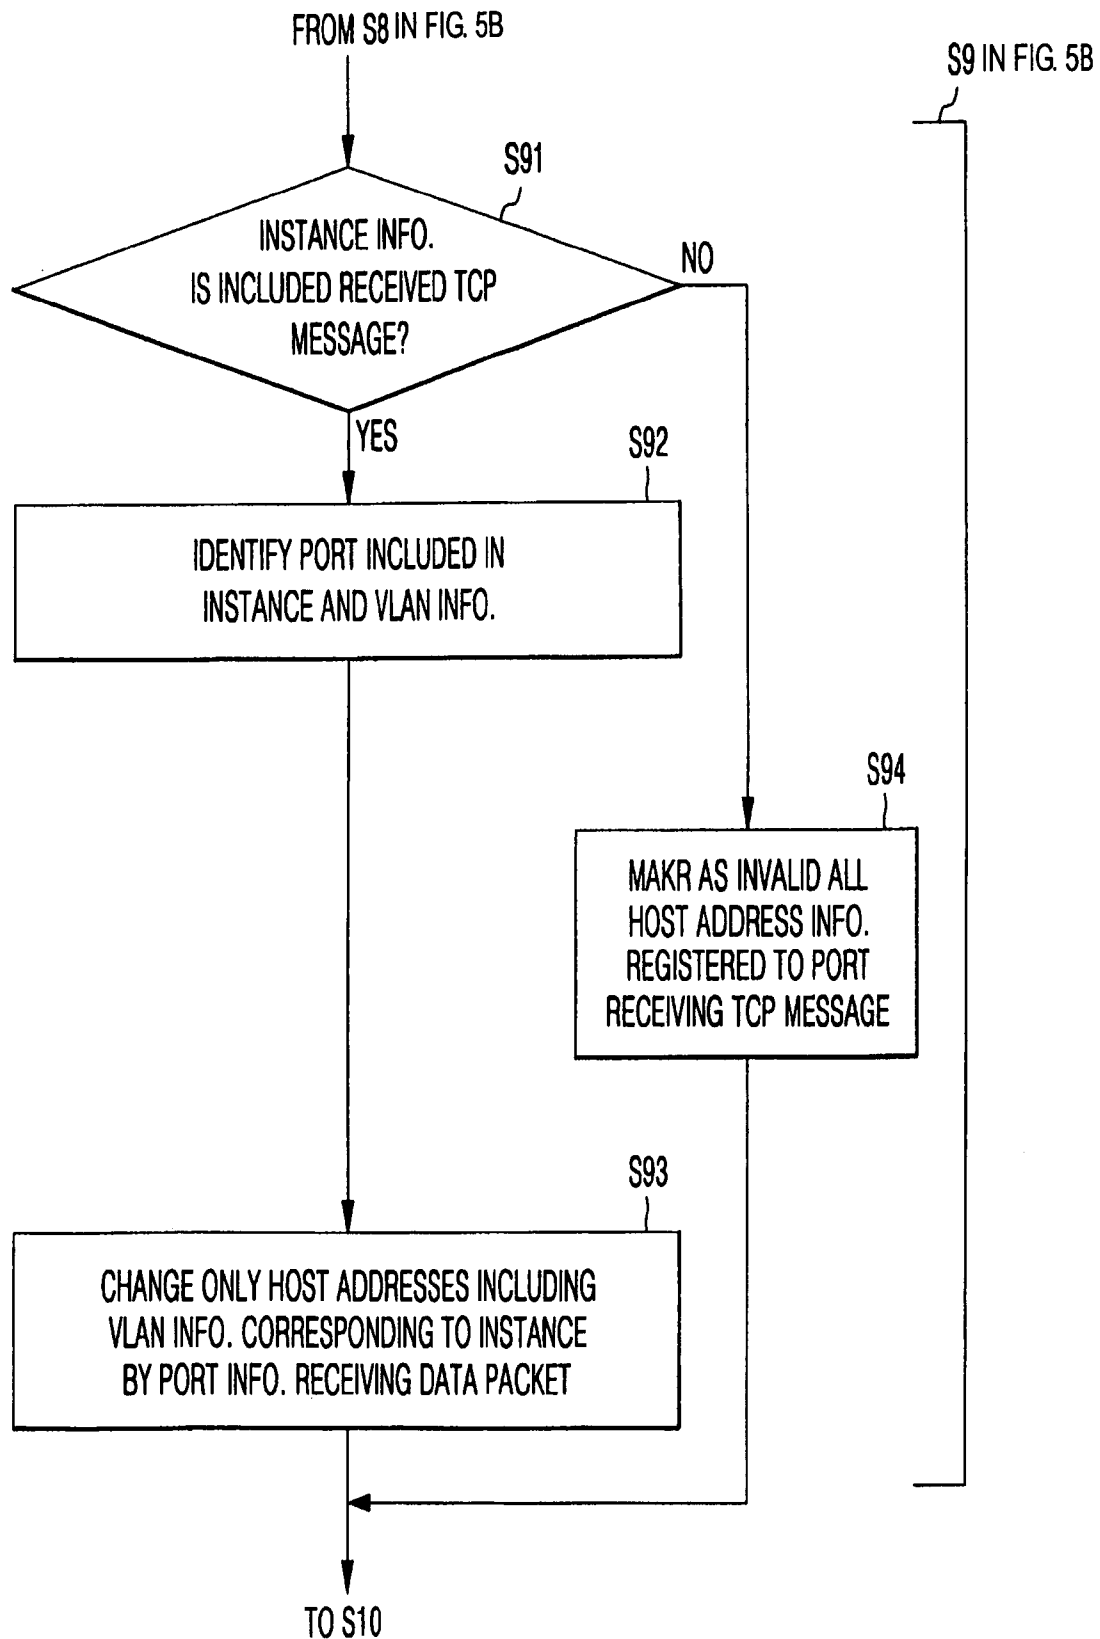 FROM S8 IN FIG. 5B
S9 IN FIG. 5B
S91
INSTANCE INFO.
IS INCLUDED RECEIVED TCP
MESSAGE?
NO
YES
S92
IDENTIFY PORT INCLUDED IN
INSTANCE AND VLAN INFO.
S94
MAKR AS INVALID ALL
HOST ADDRESS INFO.
REGISTERED TO PORT
RECEIVING TCP MESSAGE
S93
CHANGE ONLY HOST ADDRESSES INCLUDING
VLAN INFO. CORRESPONDING TO INSTANCE
BY PORT INFO. RECEIVING DATA PACKET
TO S10